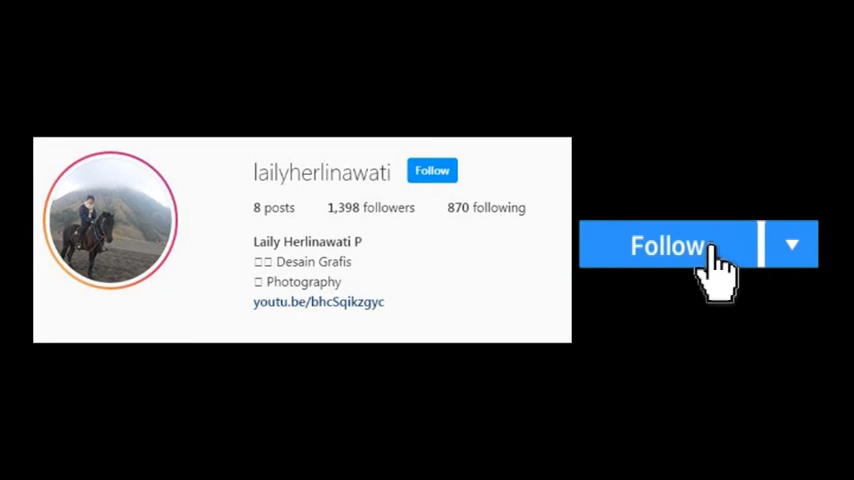 lailyherlinawati Follow
8 posts 1,398 followers 870 following
Laily Herlinawati P
Desain Grafis
Photography
youtu.be/bhcSqikzgyc
Follow